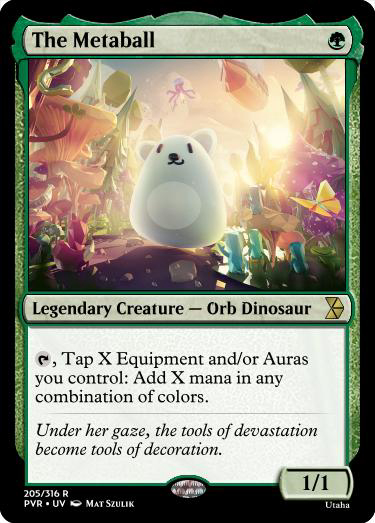 The Metaball
Legendary Creature — Orb Dinosaur
, Tap X Equipment and/or Auras
you control: Add X mana in any
combination of colors.
Under her gaze, the tools of devastation
become tools of decoration.
1/1
205/316 R
PVR • UV Mat Szulik
Utaha